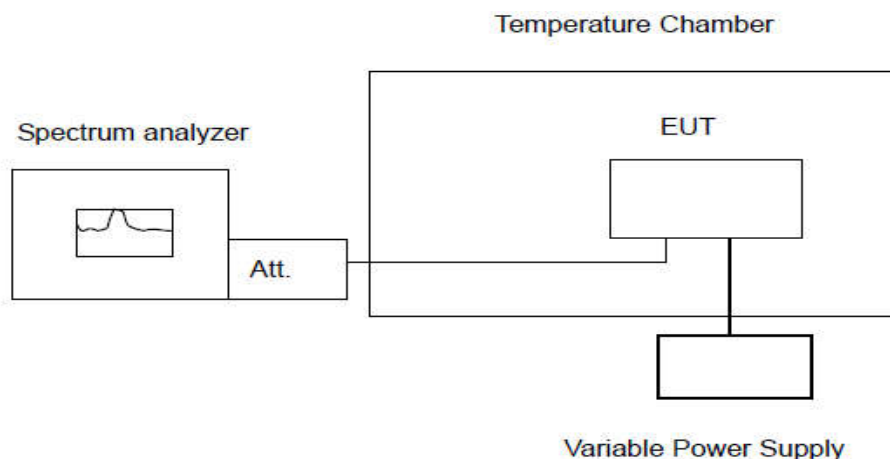 Temperature Chamber
Spectrum analyzer
EUT
Att.
Variable Power Supply